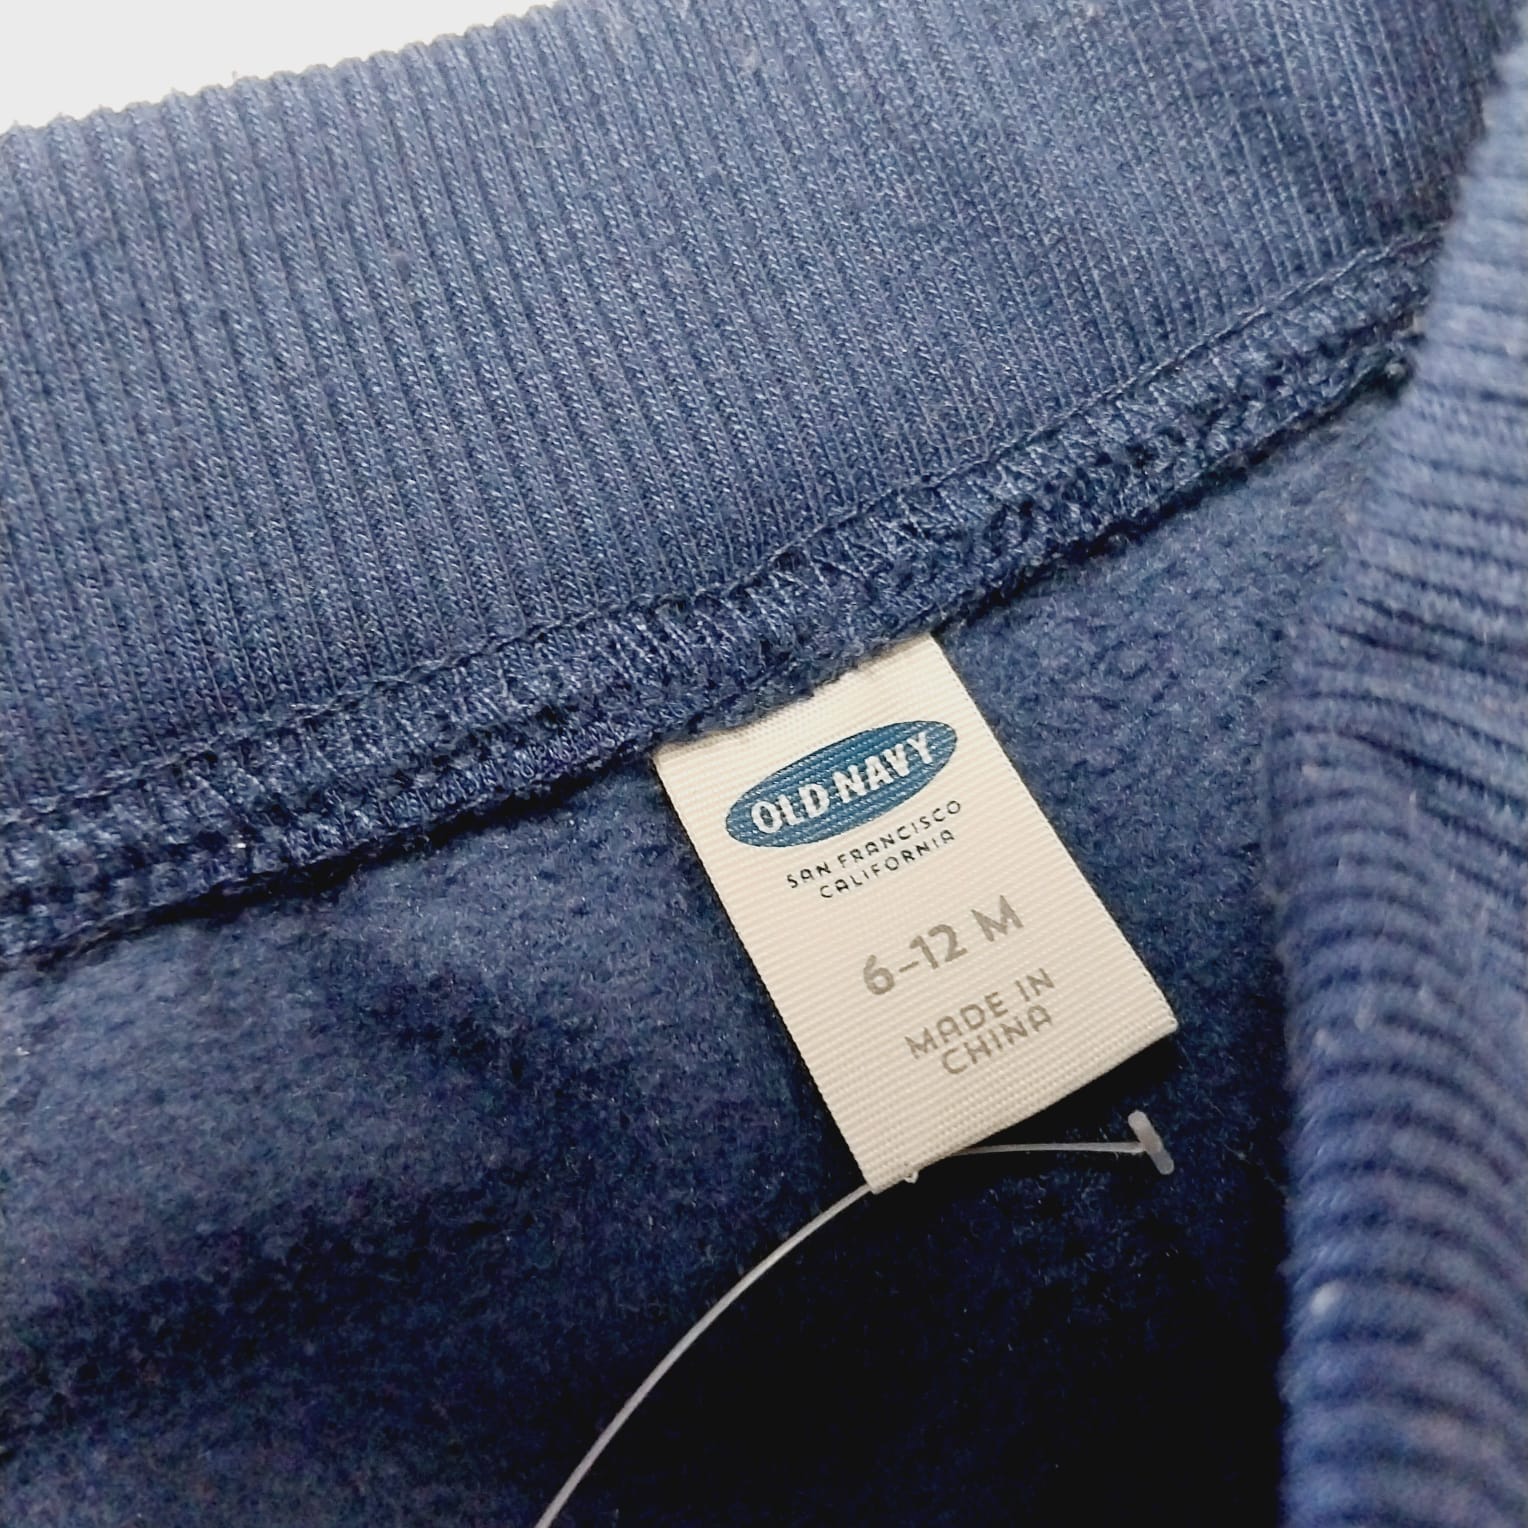 OLD NAVY
SAN FRANCISCO
CALIFORNIA
6-12 M
MADE IN
CHINA